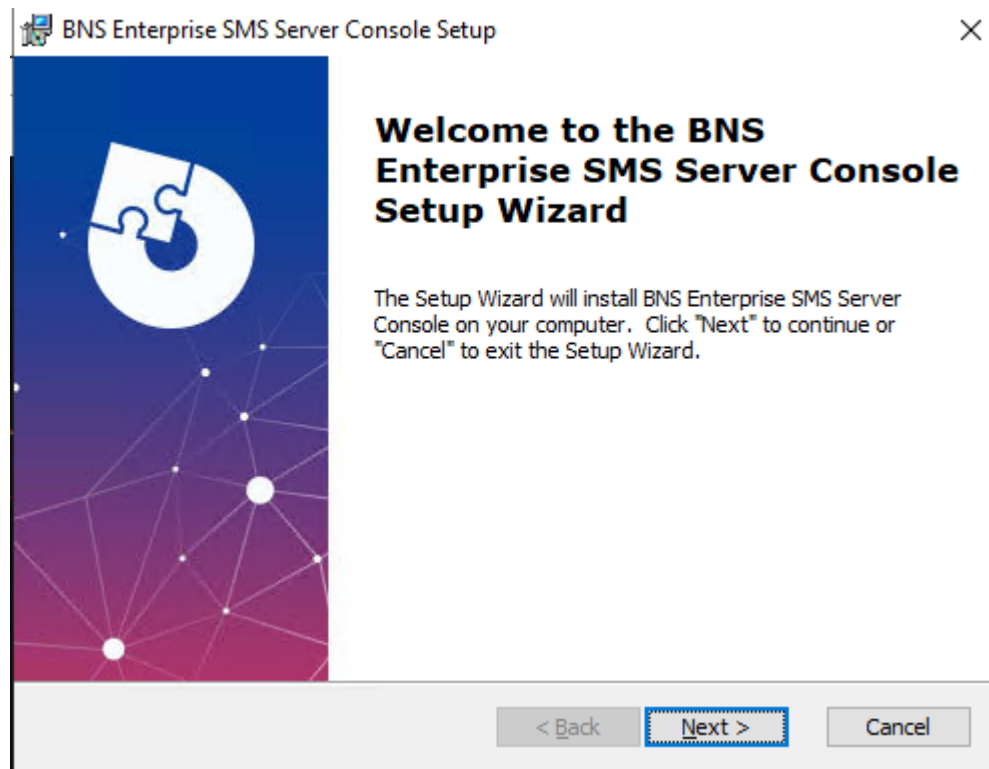 BNS Enterprise SMS Server Console Setup
Welcome to the BNS
Enterprise SMS Server Console
Setup Wizard
The Setup Wizard will install BNS Enterprise SMS Server
Console on your computer. Click "Next" to continue or
"Cancel" to exit the Setup Wizard.
< Back
Next >
Cancel